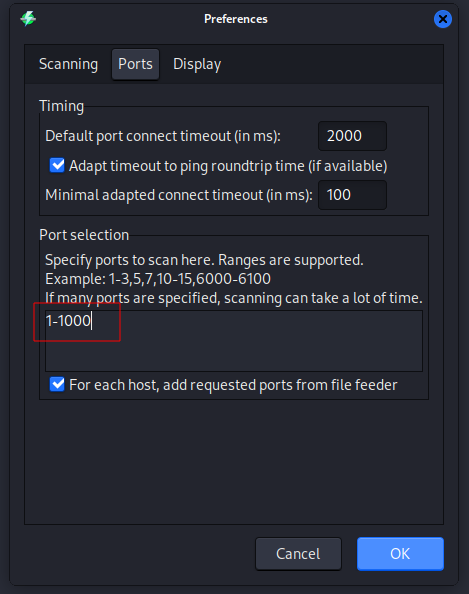 Preferences
Scanning Ports Display
Timing
Default port connect timeout (in ms): 2000
Adapt timeout to ping roundtrip time (if available)
Minimal adapted connect timeout (in ms): 100
Port selection
Specify ports to scan here. Ranges are supported.
Example: 1-3,5,7,10-15,6000-6100
If many ports are specified, scanning can take a lot of time.
1-1000
For each host, add requested ports from file feeder
Cancel OK